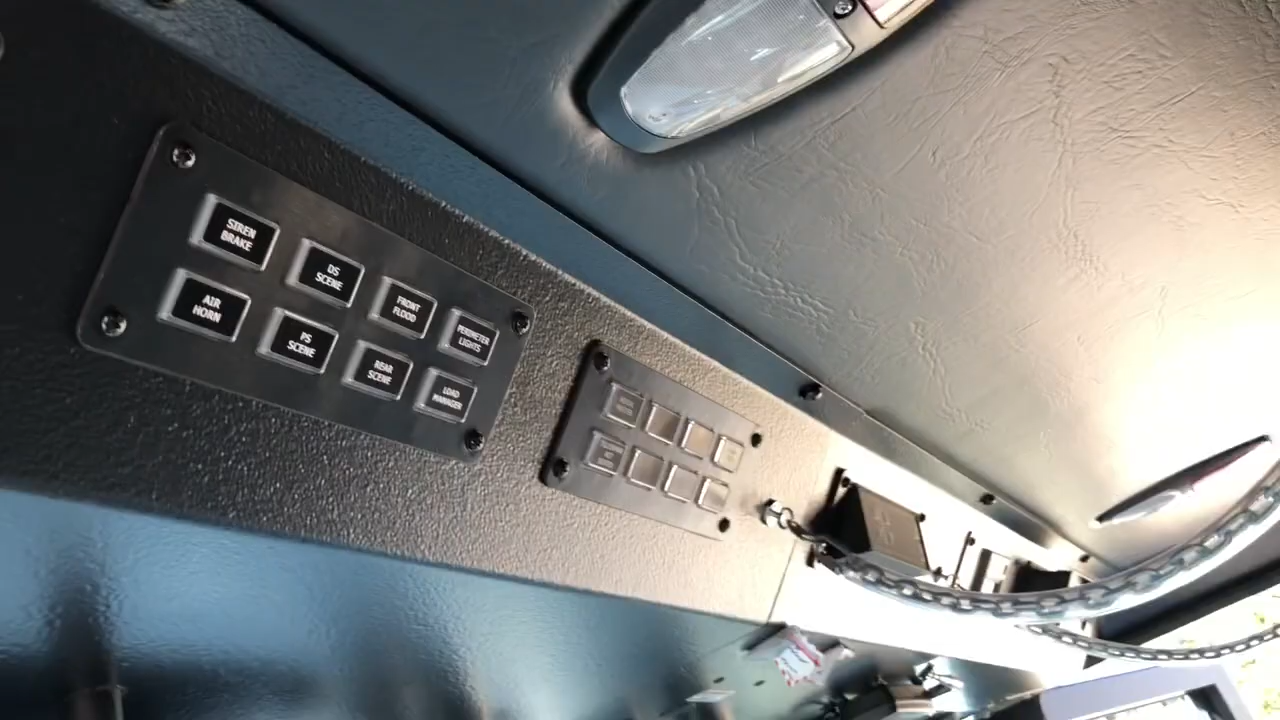 SIREN
BRAKE
DS
SCENE
FRONT
FLOOD
PERIMETER
LIGHTS
AIR
HORN
PS
SCENE
REAR
SCENE
LOAD
MANAGER